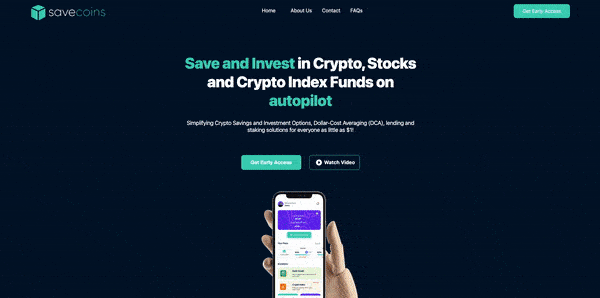 savecoins
Home
About Us
Contact
FAQs
Get Early Access
Save and Invest in Crypto, Stocks
and Crypto Index Funds on
autopilot
Simplifying Crypto Savings and Investment Options, Dollar-Cost Averaging (DCA), lending and
staking solutions for everyone as little as $1!
Get Early Access
Watch Video